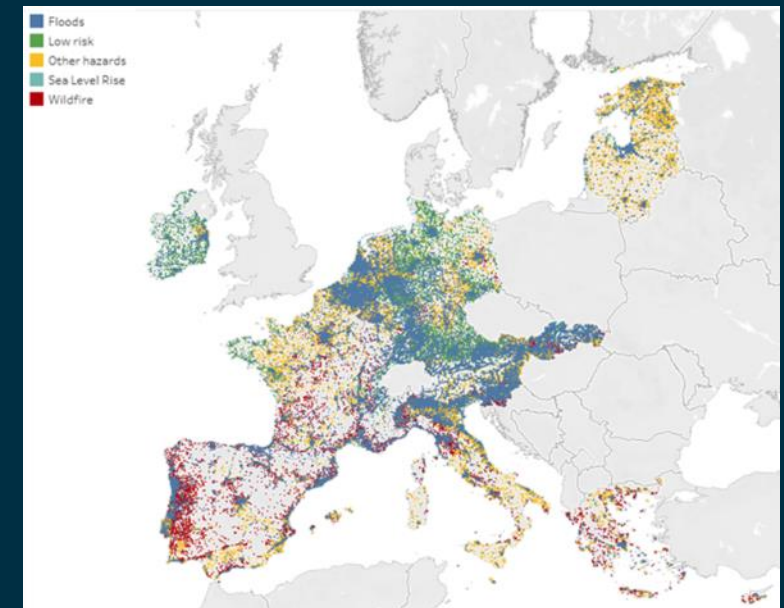 Floods
Low risk
Other hazards
Sea Level Rise
Wildfire